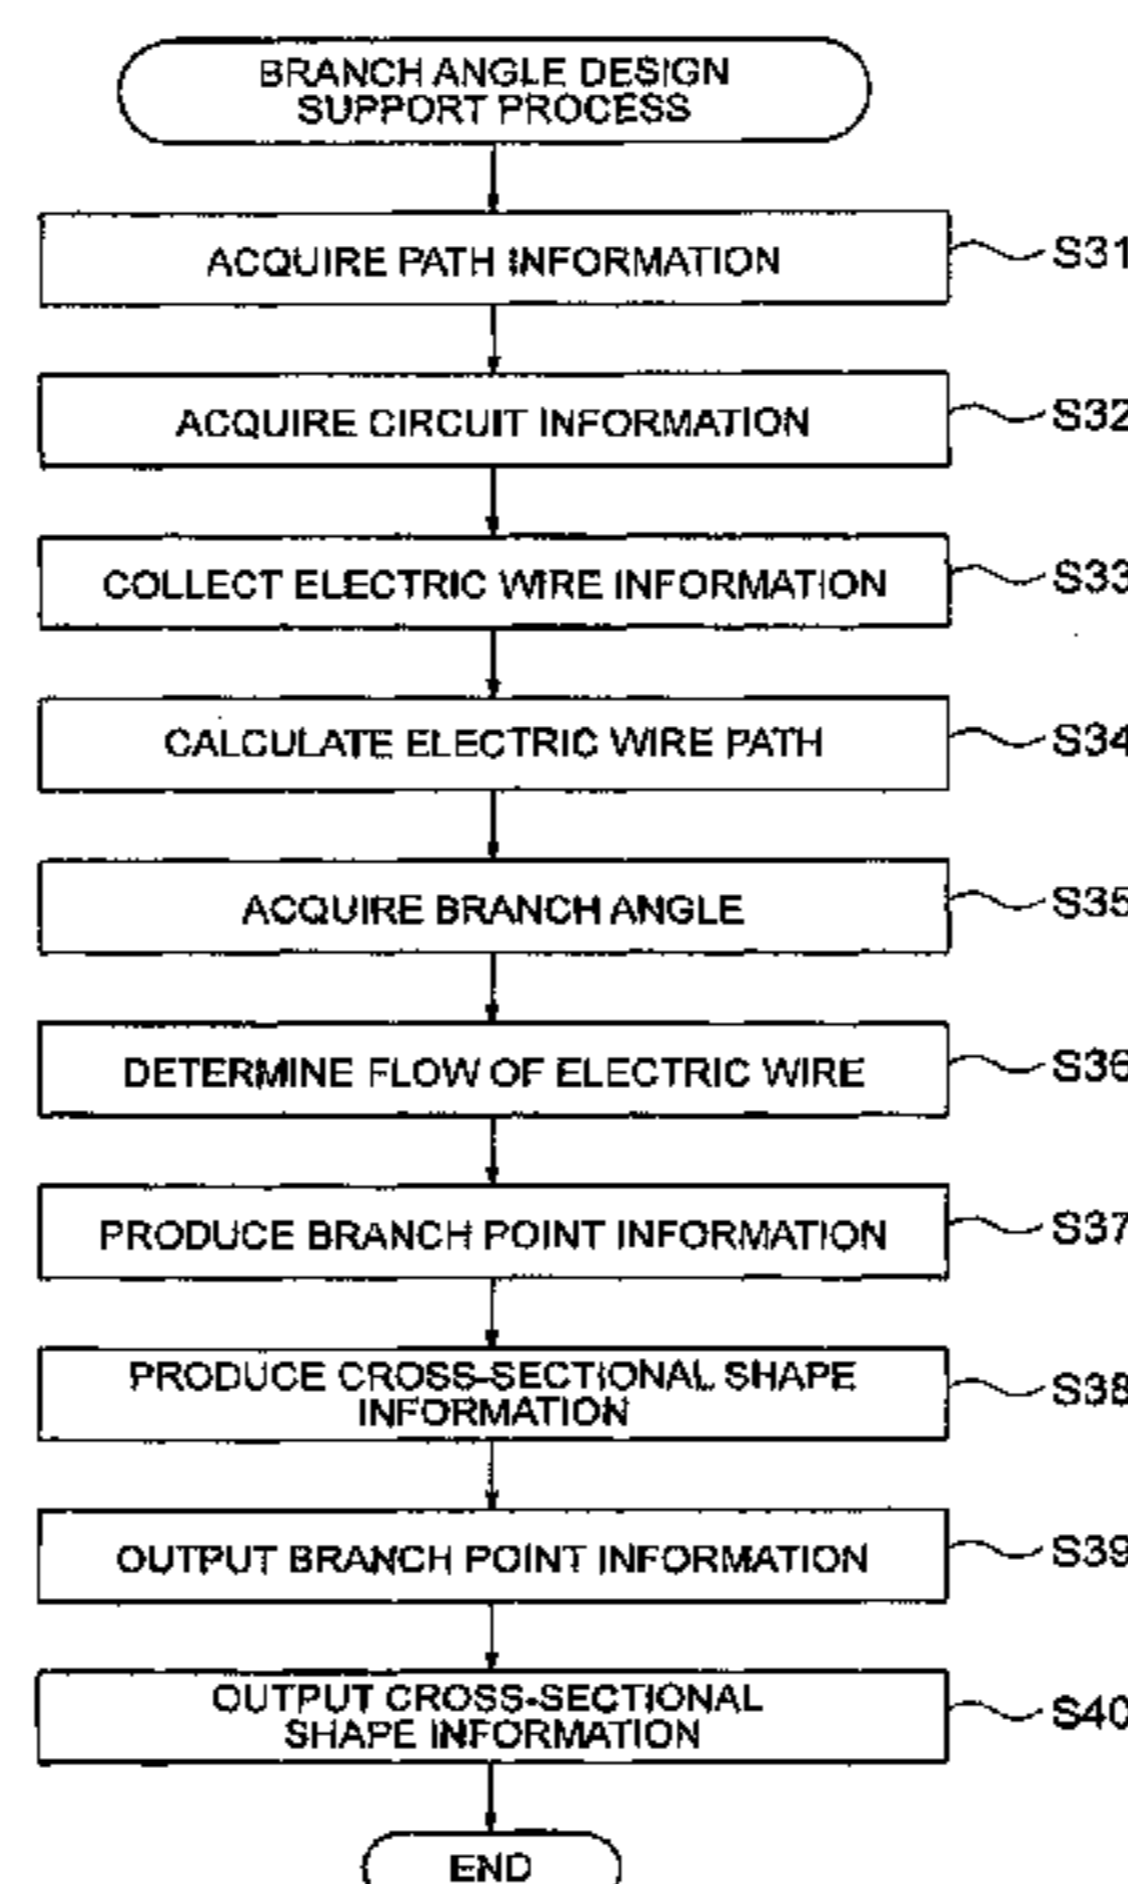 BRANCH ANGLE DESIGN
SUPPORT PROCESS
ACQUIRE PATH INFORMATION
S31
ACQUIRE CIRCUIT INFORMATION
S32
COLLECT ELECTRIC WIRE INFORMATION
S33
CALCULATE ELECTRIC WIRE PATH
S34
ACQUIRE BRANCH ANGLE
S35
DETERMINE FLOW OF ELECTRIC WIRE
S36
PRODUCE BRANCH POINT INFORMATION
S37
PRODUCE CROSS-SECTIONAL SHAPE
INFORMATION
S38
OUTPUT BRANCH POINT INFORMATION
S39
OUTPUT CROSS-SECTIONAL
SHAPE INFORMATION
S40
END